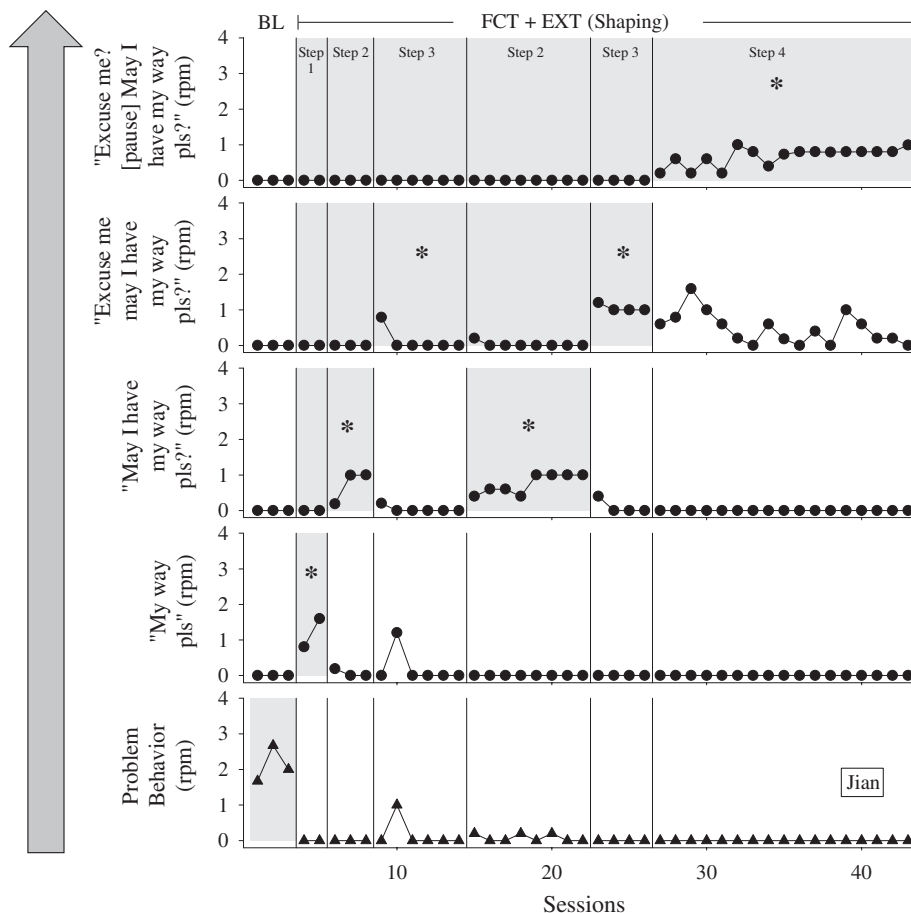 BL
FCT + EXT (Shaping)
"Excuse me?
[pause] May I
have my way
pls?" (rpm)
4
3
2
1
0
Step
1
Step 2
Step 3
Step 2
Step 3
Step 4
*
"Excuse me
may I have
my way
pls?" (rpm)
4
3
2
1
0
*
*
"May I have
my way
pls?" (rpm)
4
3
2
1
0
*
*
"My way
pls" (rpm)
4
3
2
1
0
*
Problem
Behavior
(rpm)
4
3
2
1
0
Jian
10
20
30
40
Sessions